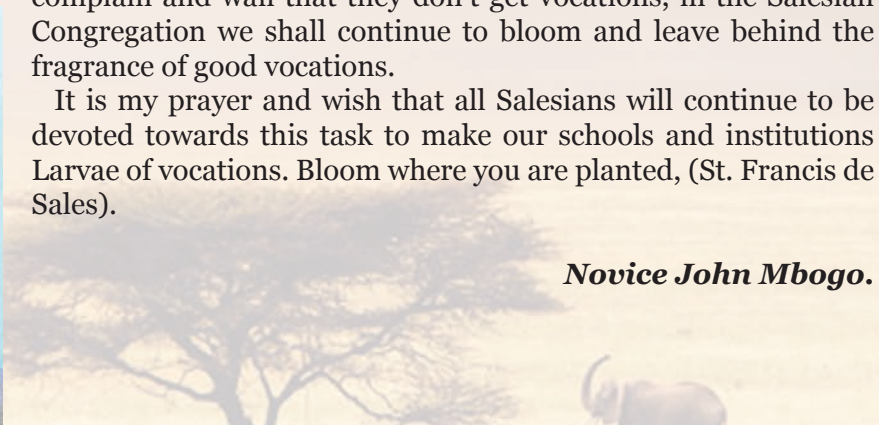 complain and wail that they don't get vocations, in the Salesian
Congregation we shall continue to bloom and leave behind the
fragrance of good vocations.
It is my prayer and wish that all Salesians will continue to be
devoted towards this task to make our schools and institutions
Larvae of vocations. Bloom where you are planted, (St. Francis de
Sales).
Novice John Mbogo.